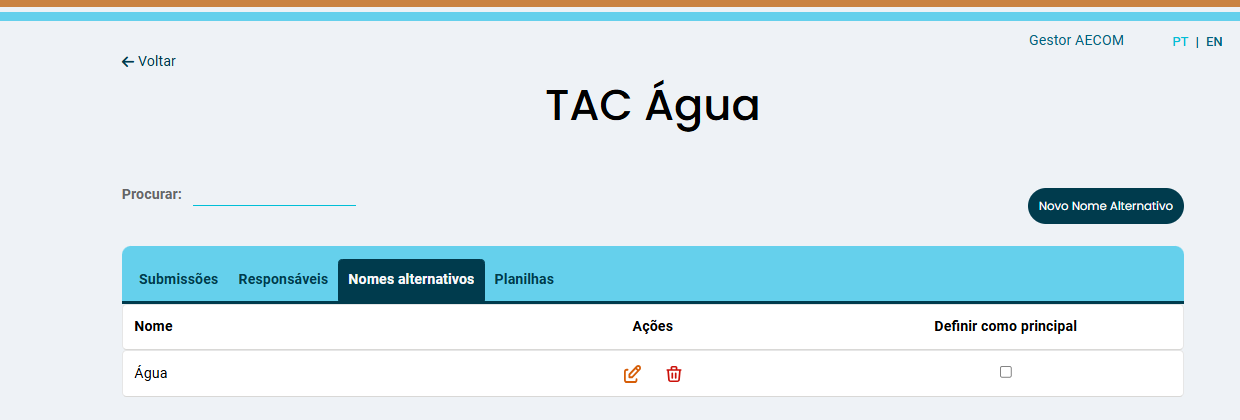 Gestor AECOM PT | EN
Voltar
TAC Água
Procurar:
Novo Nome Alternativo
Submissões Responsáveis Nomes alternativos Planilhas
Nome Ações Definir como principal
Água